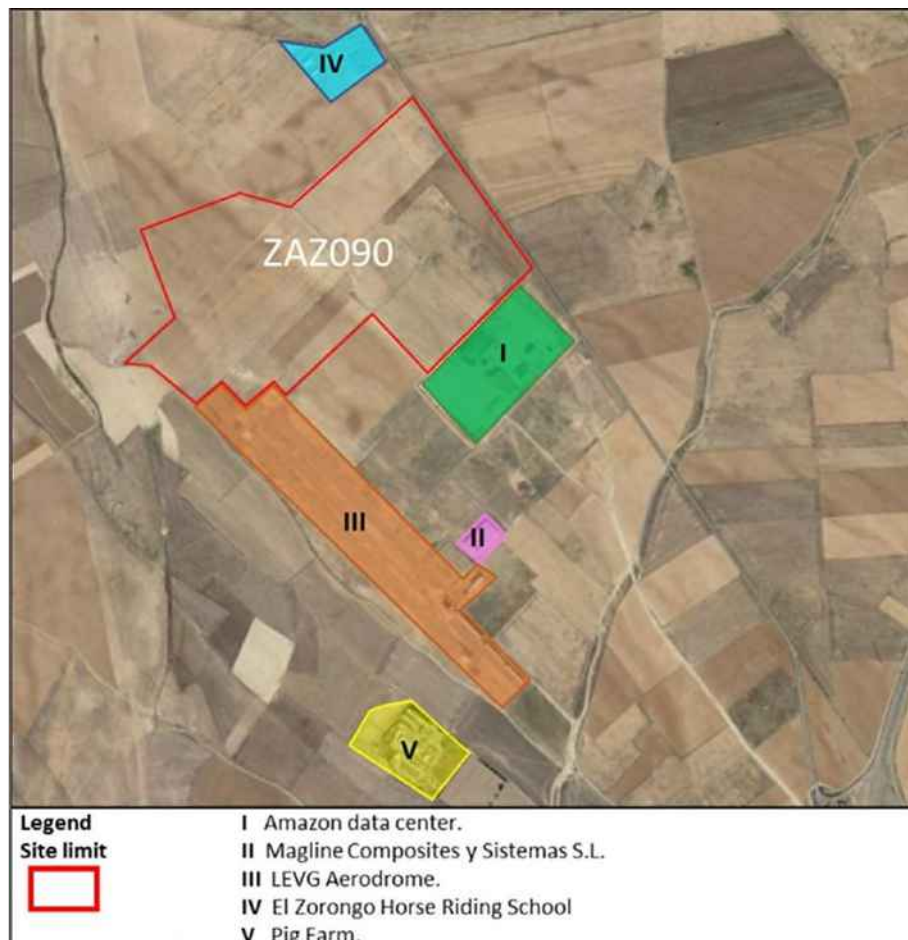 IV
ZAZ090
I
III
II
V
Legend
Site limit
I Amazon data center.
II Magline Composites y Sistemas S.L.
III LEVG Aerodrome.
IV El Zorongo Horse Riding School
V Pig Farm.